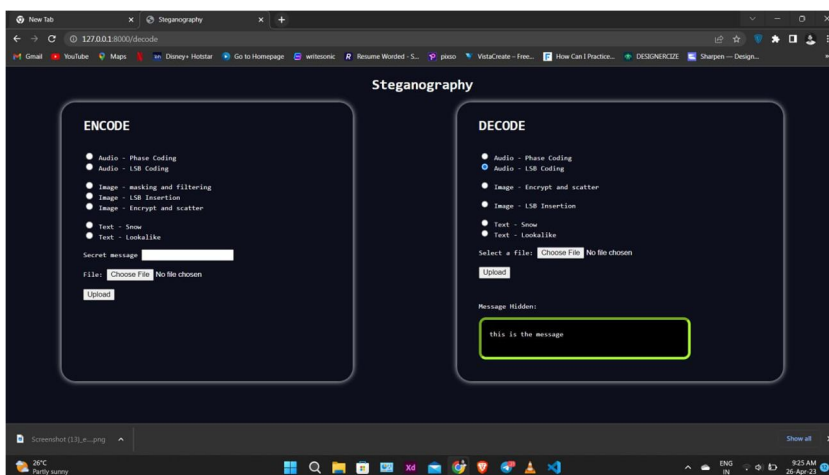 New Tab
Steganography
127.0.0.1:8000/decode
Gmail YouTube Maps Disney+ Hotstar Go to Homepage writesonic Resume Worded - S... pixso VistaCreate – Free... How Can I Practice... DESIGNERCIZE Sharpen — Design...
Steganography
ENCODE
Audio - Phase Coding
Audio - LSB Coding
Image - masking and filtering
Image - LSB Insertion
Image - Encrypt and scatter
Text - Snow
Text - Lookalike
Secret message
File: Choose File No file chosen
Upload
DECODE
Audio - Phase Coding
Audio - LSB Coding
Image - Encrypt and scatter
Image - LSB Insertion
Text - Snow
Text - Lookalike
Select a file: Choose File No file chosen
Upload
Message Hidden:
this is the message
Screenshot (13)_e....png
Show all
26°C
Partly sunny
Xd
ENG
IN
9:25 AM
26-Apr-23